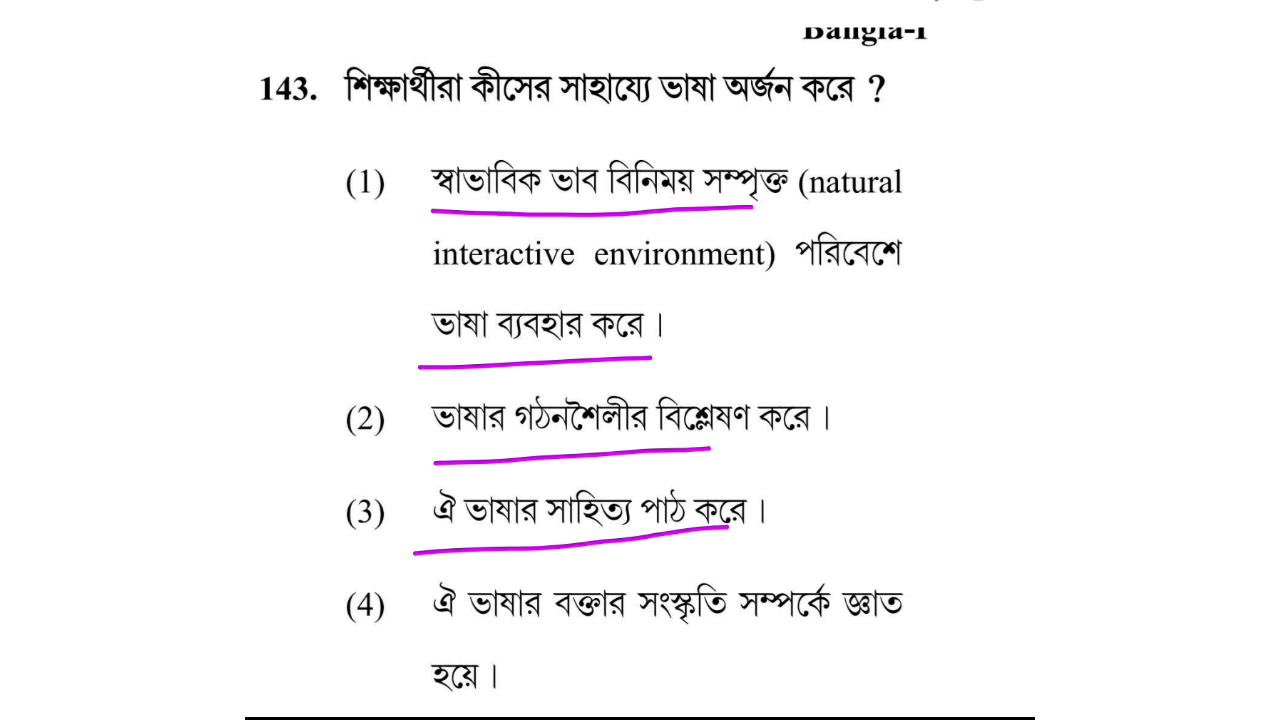 Bangla-I
143. শিক্ষার্থীরা কীসের সাহায্যে ভাষা অর্জন করে ?
(1) স্বাভাবিক ভাব বিনিময় সম্পৃক্ত (natural
interactive environment) পরিবেশে
ভাষা ব্যবহার করে।
(2) ভাষার গঠনশৈলীর বিশ্লেষণ করে।
(3) ঐ ভাষার সাহিত্য পাঠ করে।
(4) ঐ ভাষার বক্তার সংস্কৃতি সম্পর্কে জ্ঞাত
হয়ে।